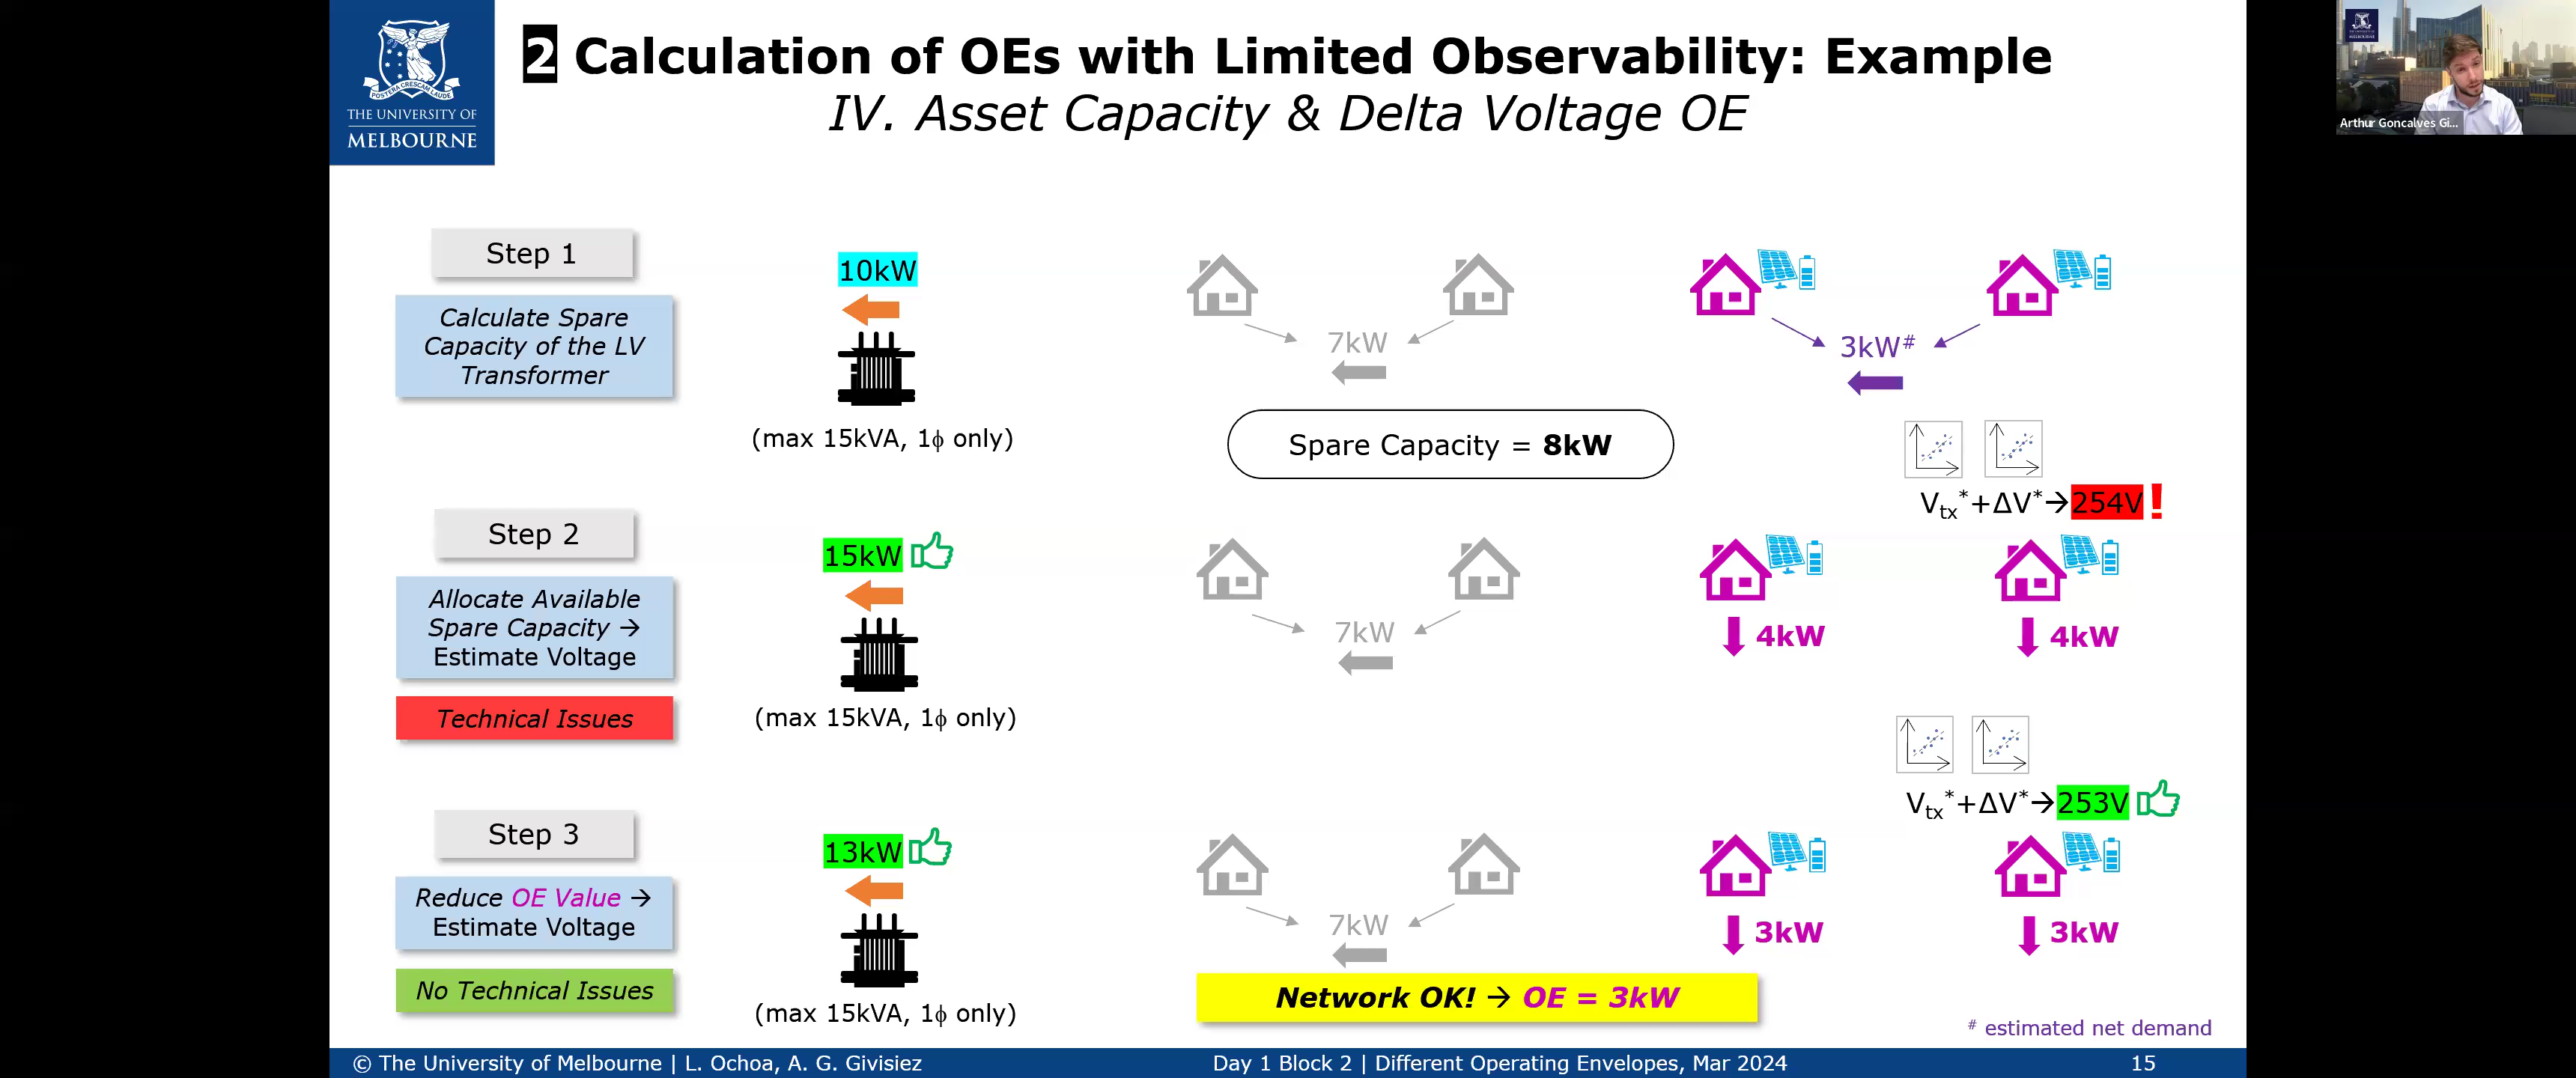 2 Calculation of OEs with Limited Observability: Example
IV. Asset Capacity & Delta Voltage OE
POSTERA CRESCAM LAUDE
THE UNIVERSITY OF
MELBOURNE
Arthur Goncalves Gi...
Step 1
Calculate Spare
Capacity of the LV
Transformer
10kW
(max 15kVA, 1ϕ only)
7kW
3kW#
Spare Capacity = 8kW
Vtx*+ΔV*→254V!
Step 2
Allocate Available
Spare Capacity →
Estimate Voltage
Technical Issues
15kW
(max 15kVA, 1ϕ only)
7kW
4kW
4kW
Vtx*+ΔV*→253V
Step 3
Reduce OE Value →
Estimate Voltage
No Technical Issues
13kW
(max 15kVA, 1ϕ only)
7kW
3kW
3kW
Network OK! → OE = 3kW
# estimated net demand
© The University of Melbourne | L. Ochoa, A. G. Givisiez
Day 1 Block 2 | Different Operating Envelopes, Mar 2024
15